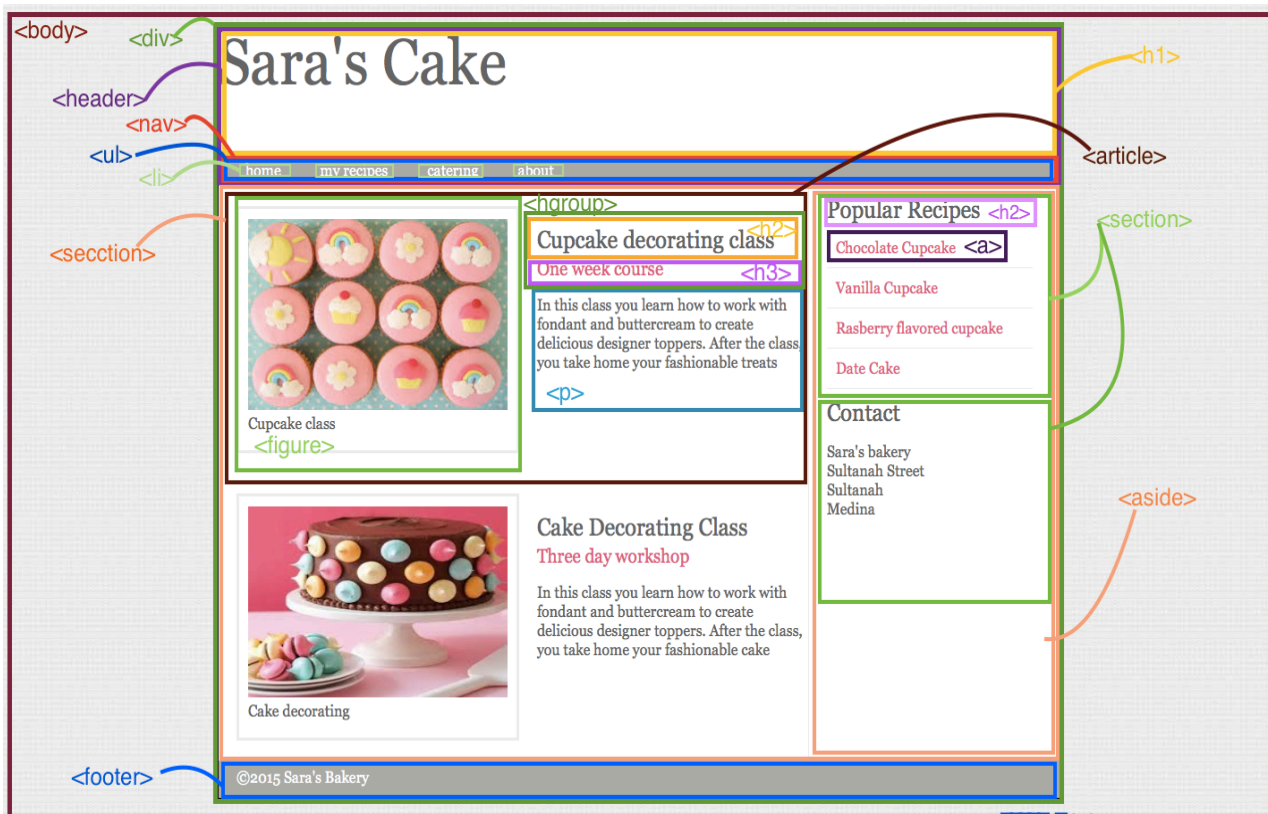 <body>
<div>
Sara's Cake
<h1>
<header>
<nav>
<ul>
<article>
<li>
home my recipes catering about
<hgroup>
<h2>
Cupcake decorating class
One week course <h3>
In this class you learn how to work with
fondant and buttercream to create
delicious designer toppers. After the class,
you take home your fashionable treats
<p>
Cupcake class
<figure>
<secction>
Popular Recipes <h2>
Chocolate Cupcake <a>
Vanilla Cupcake
Rasberry flavored cupcake
Date Cake
<section>
Contact
Sara's bakery
Sultanah Street
Sultanah
Medina
<aside>
Cake Decorating Class
Three day workshop
In this class you learn how to work with
fondant and buttercream to create
delicious designer toppers. After the class,
you take home your fashionable cake
Cake decorating
<footer>
©2015 Sara's Bakery